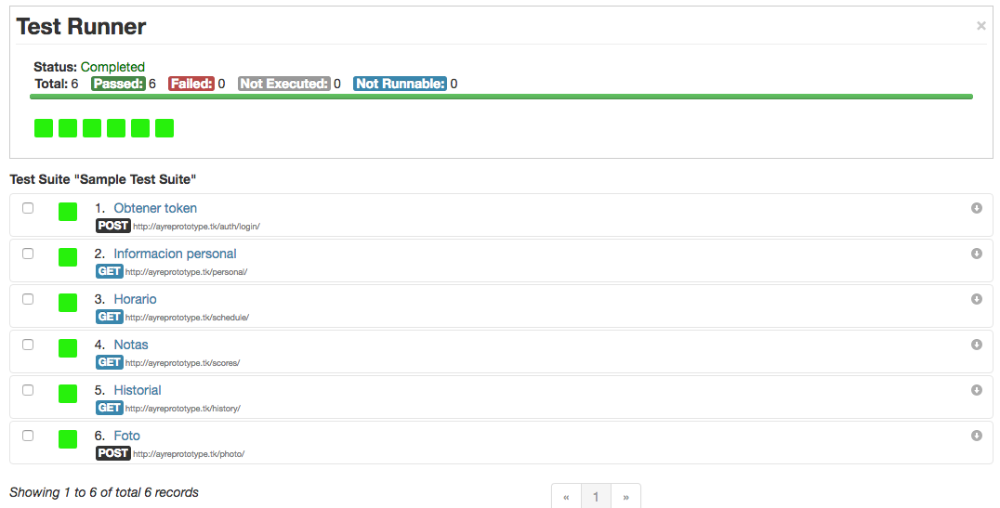 Test Runner ×
Status: Completed
Total: 6 Passed: 6 Failed: 0 Not Executed: 0 Not Runnable: 0
Test Suite "Sample Test Suite"
1. Obtener token
POST http://ayreprototype.tk/auth/login/
2. Informacion personal
GET http://ayreprototype.tk/personal/
3. Horario
GET http://ayreprototype.tk/schedule/
4. Notas
GET http://ayreprototype.tk/scores/
5. Historial
GET http://ayreprototype.tk/history/
6. Foto
POST http://ayreprototype.tk/photo/
Showing 1 to 6 of total 6 records « 1 »